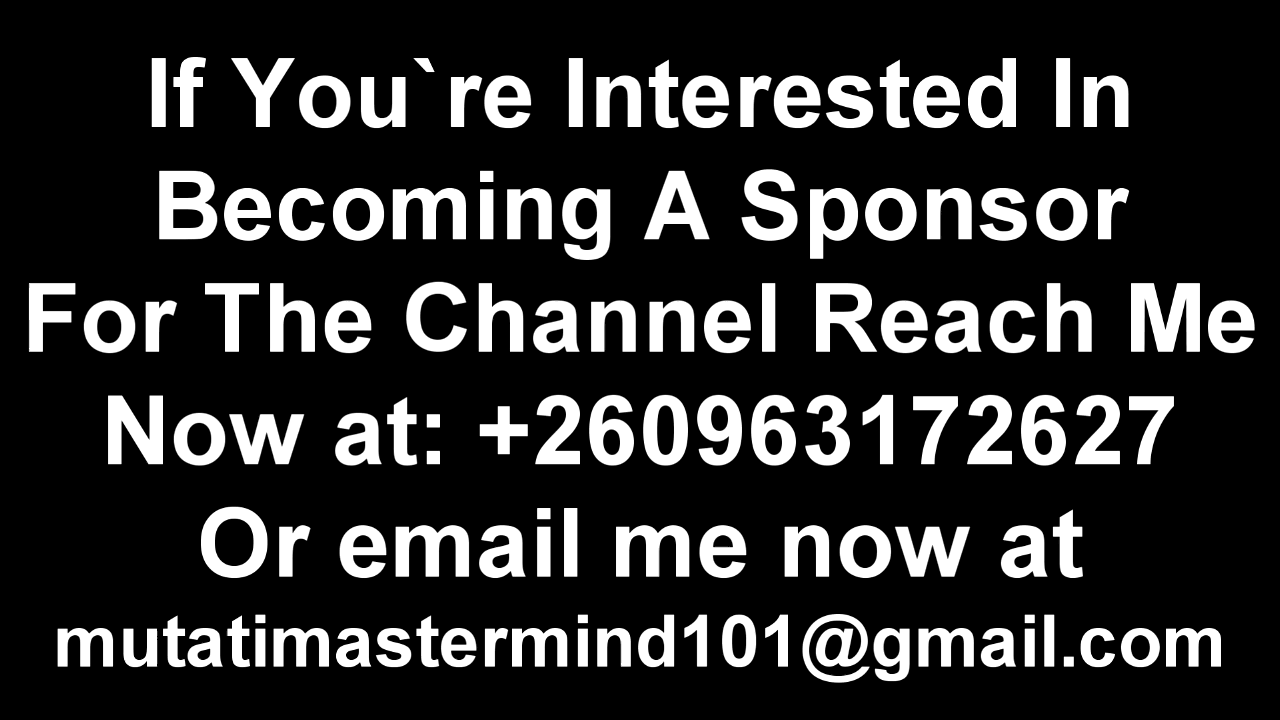 If You`re Interested In
Becoming A Sponsor
For The Channel Reach Me
Now at: +260963172627
Or email me now at
mutatimastermind101@gmail.com